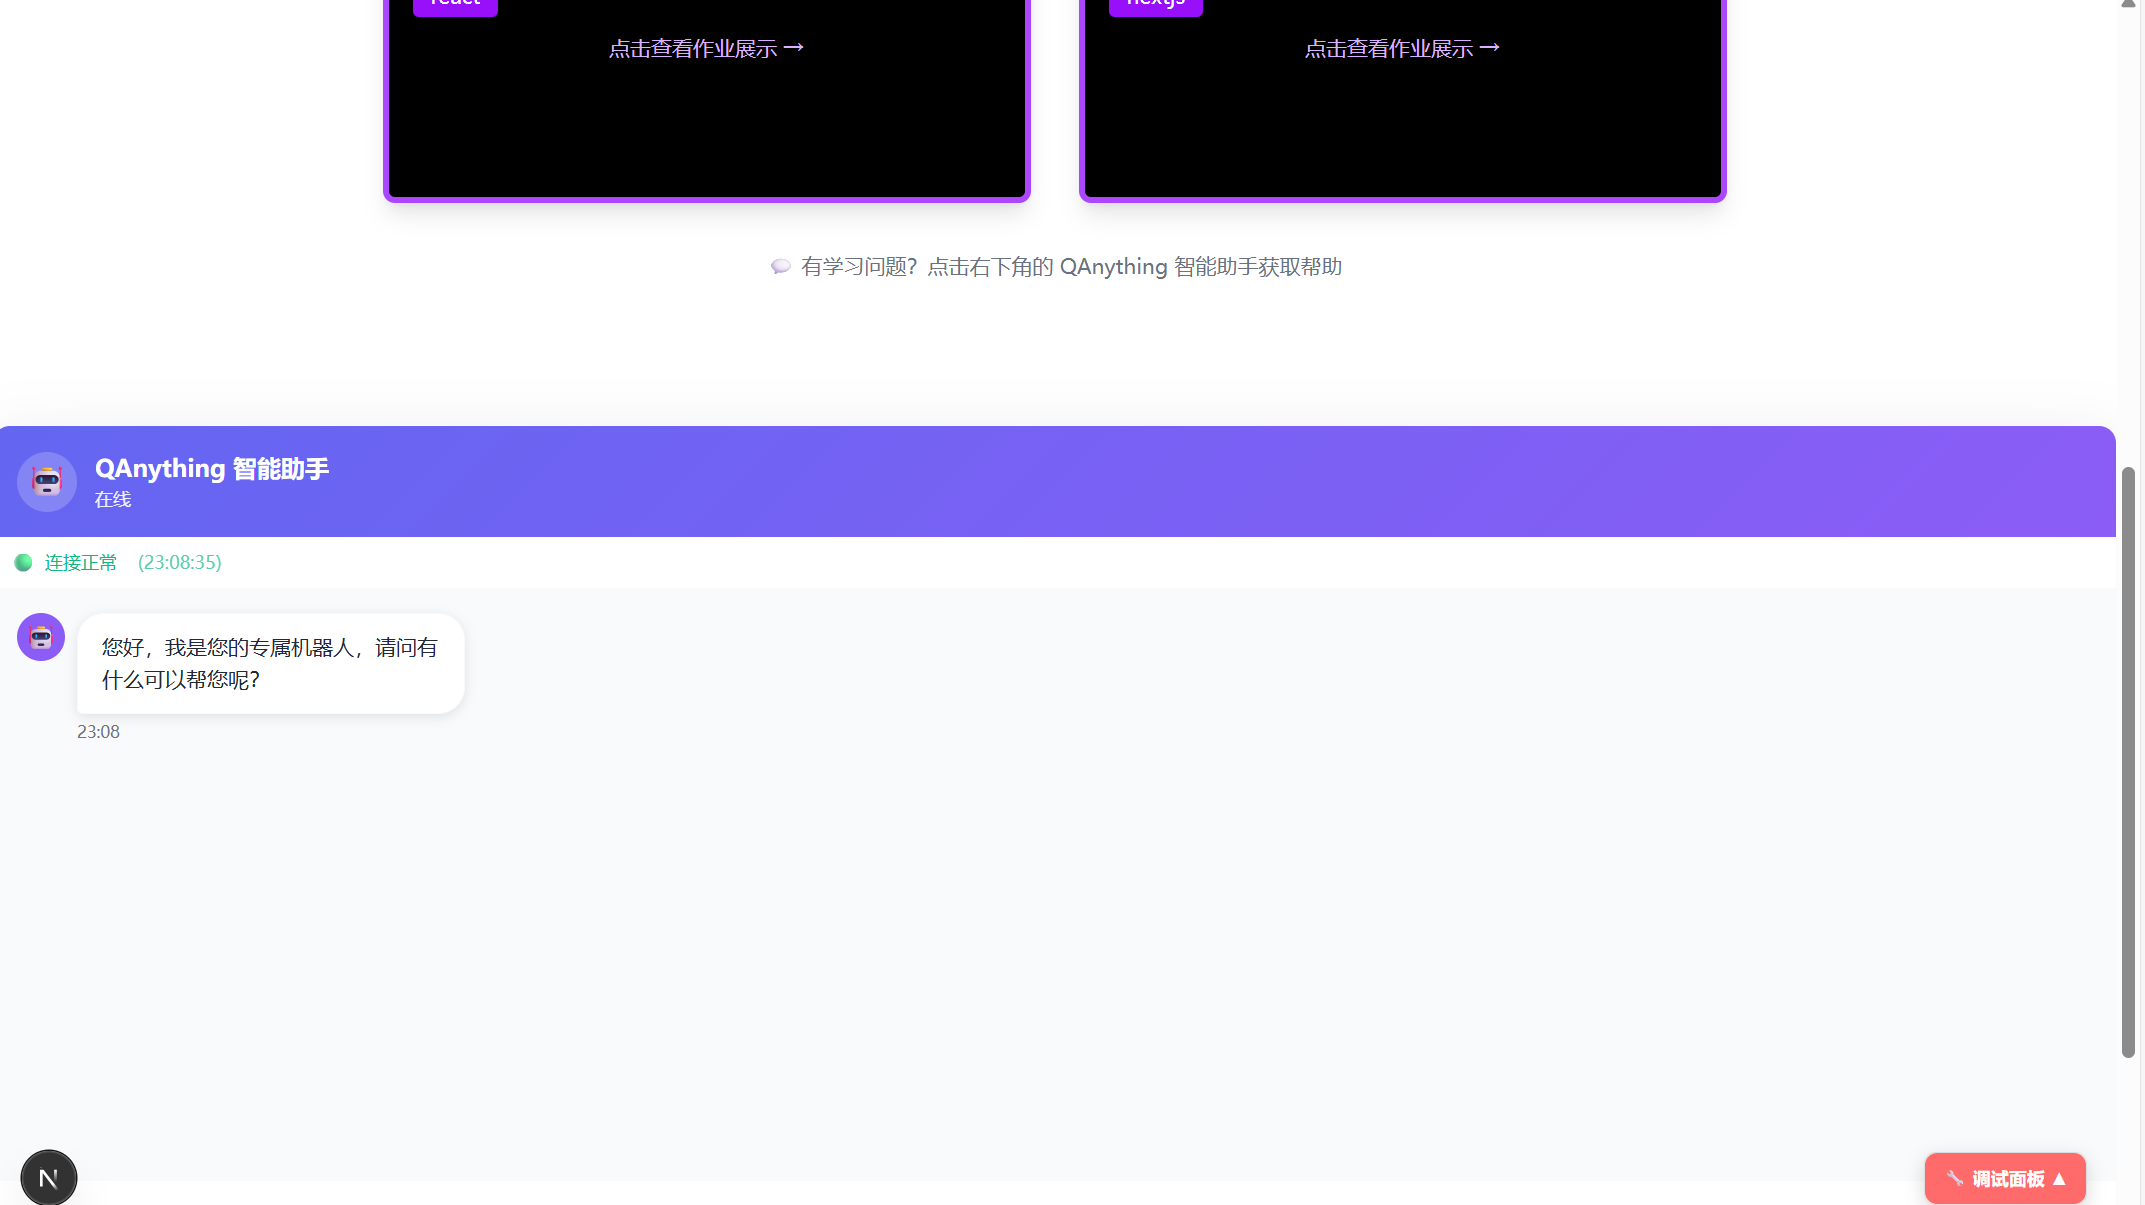 react
nextjs
点击查看作业展示 →
点击查看作业展示 →
有学习问题？点击右下角的 QAnything 智能助手获取帮助
QAnything 智能助手
在线
连接正常 (23:08:35)
您好，我是您的专属机器人，请问有
什么可以帮您呢?
23:08
N
调试面板 ▲